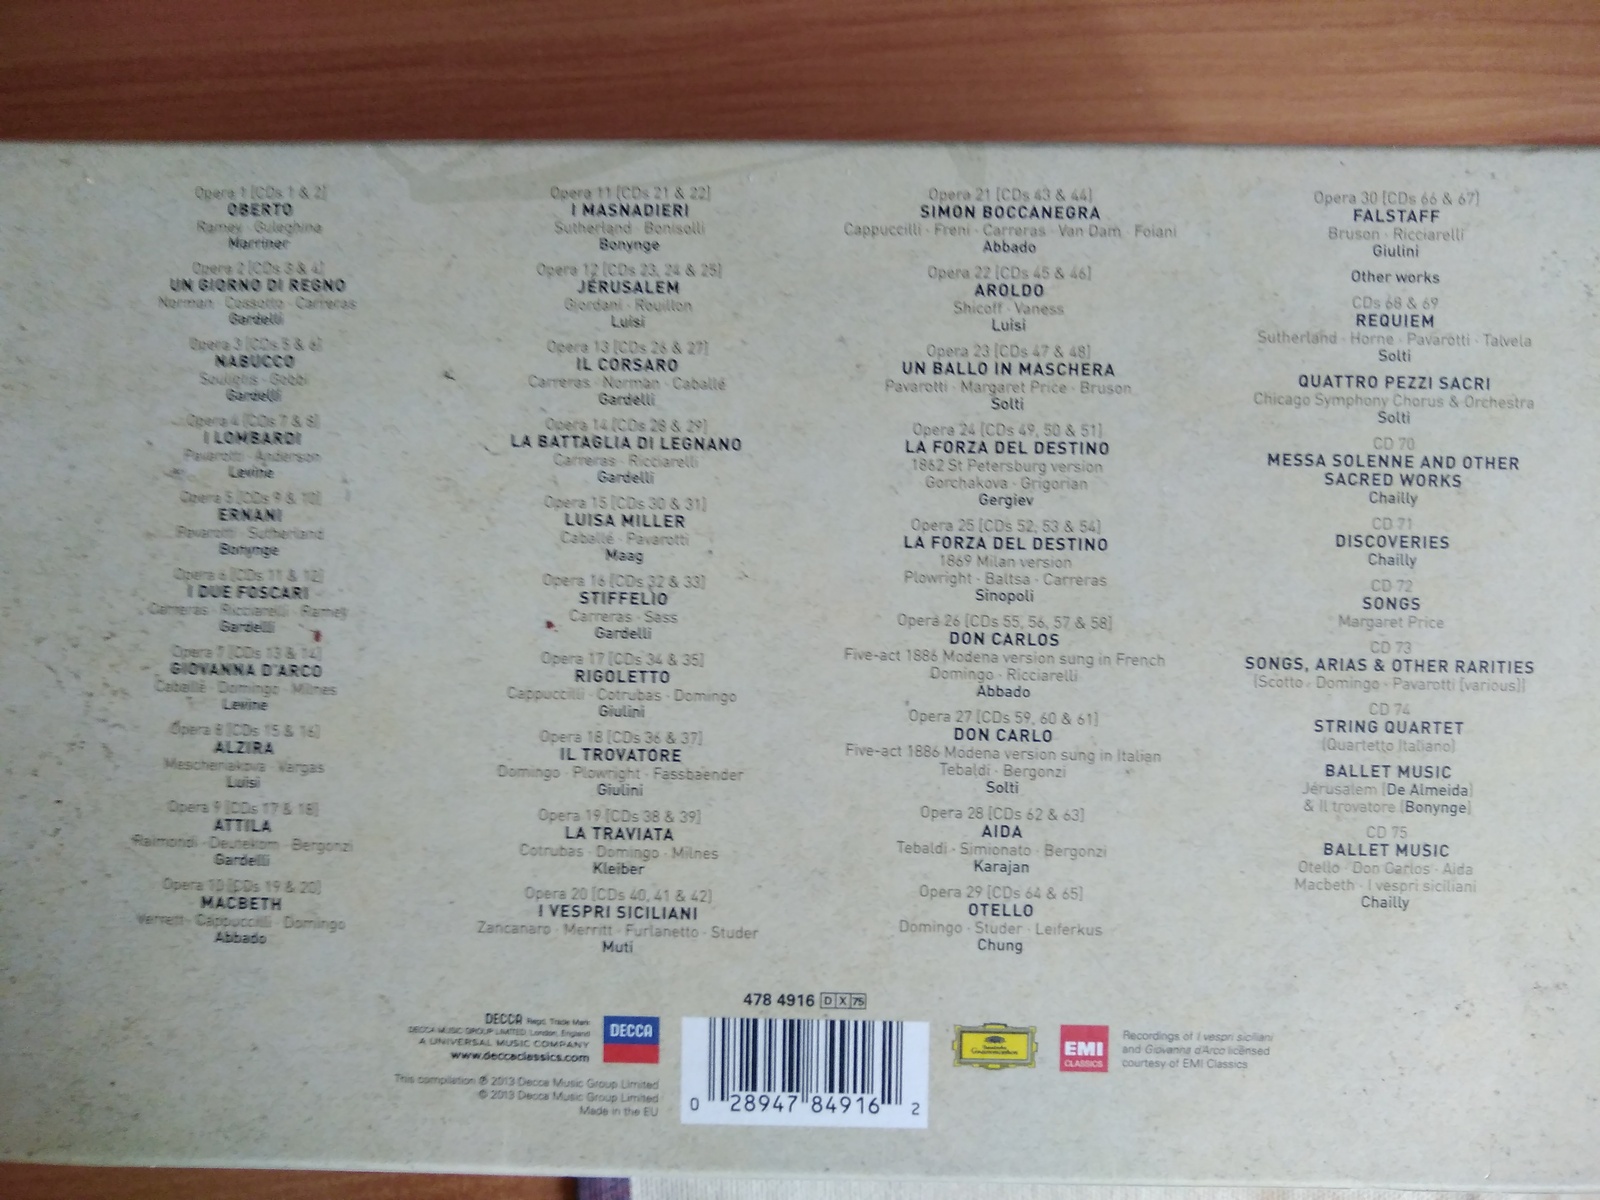 Opera 1 [CDs 1 & 2]
OBERTO
Ramey · Guleghina
Marriner
Opera 2 [CDs 3 & 4]
UN GIORNO DI REGNO
Norman · Cossotto · Carreras
Gardelli
Opera 3 [CDs 5 & 6]
NABUCCO
Souliotis · Gobbi
Gardelli
Opera 4 [CDs 7 & 8]
I LOMBARDI
Pavarotti · Anderson
Levine
Opera 5 [CDs 9 & 10]
ERNANI
Pavarotti · Sutherland
Bonynge
Opera 6 [CDs 11 & 12]
I DUE FOSCARI
Carreras · Ricciarelli · Ramey
Gardelli
Opera 7 [CDs 13 & 14]
GIOVANNA D'ARCO
Caballé · Domingo · Milnes
Levine
Opera 8 [CDs 15 & 16]
ALZIRA
Mescheriakova · Vargas
Luisi
Opera 9 [CDs 17 & 18]
ATTILA
Raimondi · Deutekom · Bergonzi
Gardelli
Opera 10 [CDs 19 & 20]
MACBETH
Verrett · Cappuccilli · Domingo
Abbado
Opera 11 [CDs 21 & 22]
I MASNADIERI
Sutherland · Bonisolli
Bonynge
Opera 12 [CDs 23, 24 & 25]
JÉRUSALEM
Giordani · Rouillon
Luisi
Opera 13 [CDs 26 & 27]
IL CORSARO
Carreras · Norman · Caballé
Gardelli
Opera 14 [CDs 28 & 29]
LA BATTAGLIA DI LEGNANO
Carreras · Ricciarelli
Gardelli
Opera 15 [CDs 30 & 31]
LUISA MILLER
Caballé · Pavarotti
Maag
Opera 16 [CDs 32 & 33]
STIFFELIO
Carreras · Sass
Gardelli
Opera 17 [CDs 34 & 35]
RIGOLETTO
Cappuccilli · Cotrubas · Domingo
Giulini
Opera 18 [CDs 36 & 37]
IL TROVATORE
Domingo · Plowright · Fassbaender
Giulini
Opera 19 [CDs 38 & 39]
LA TRAVIATA
Cotrubas · Domingo · Milnes
Kleiber
Opera 20 [CDs 40, 41 & 42]
I VESPRI SICILIANI
Zancanaro · Merritt · Furlanetto · Studer
Muti
Opera 21 [CDs 43 & 44]
SIMON BOCCANEGRA
Cappuccilli · Freni · Carreras · Van Dam · Foiani
Abbado
Opera 22 [CDs 45 & 46]
AROLDO
Shicoff · Vaness
Luisi
Opera 23 [CDs 47 & 48]
UN BALLO IN MASCHERA
Pavarotti · Margaret Price · Bruson
Solti
Opera 24 [CDs 49, 50 & 51]
LA FORZA DEL DESTINO
1862 St Petersburg version
Gorchakova · Grigorian
Gergiev
Opera 25 [CDs 52, 53 & 54]
LA FORZA DEL DESTINO
1869 Milan version
Plowright · Baltsa · Carreras
Sinopoli
Opera 26 [CDs 55, 56, 57 & 58]
DON CARLOS
Five-act 1886 Modena version sung in French
Domingo · Ricciarelli
Abbado
Opera 27 [CDs 59, 60 & 61]
DON CARLO
Five-act 1886 Modena version sung in Italian
Tebaldi · Bergonzi
Solti
Opera 28 [CDs 62 & 63]
AIDA
Tebaldi · Simionato · Bergonzi
Karajan
Opera 29 [CDs 64 & 65]
OTELLO
Domingo · Studer · Leiferkus
Chung
Opera 30 [CDs 66 & 67]
FALSTAFF
Bruson · Ricciarelli
Giulini
Other works
CDs 68 & 69
REQUIEM
Sutherland · Horne · Pavarotti · Talvela
Solti
QUATTRO PEZZI SACRI
Chicago Symphony Chorus & Orchestra
Solti
CD 70
MESSA SOLENNE AND OTHER
SACRED WORKS
Chailly
CD 71
DISCOVERIES
Chailly
CD 72
SONGS
Margaret Price
CD 73
SONGS, ARIAS & OTHER RARITIES
[Scotto · Domingo · Pavarotti [various]]
CD 74
STRING QUARTET
[Quartetto Italiano]
BALLET MUSIC
Jérusalem [De Almeida]
& Il trovatore [Bonynge]
CD 75
BALLET MUSIC
Otello · Don Carlos · Aida
Macbeth · I vespri siciliani
Chailly
478 4916 D X 75
DECCA Regd. Trade Mark
DECCA MUSIC GROUP LIMITED, London, England
A UNIVERSAL MUSIC COMPANY
www.deccaclassics.com
DECCA
This compilation ℗ 2013 Decca Music Group Limited
© 2013 Decca Music Group Limited
Made in the EU
0 28947 84916 2
Deutsche
Grammophon
EMI
CLASSICS
Recordings of I vespri siciliani
and Giovanna d'Arco licensed
courtesy of EMI Classics